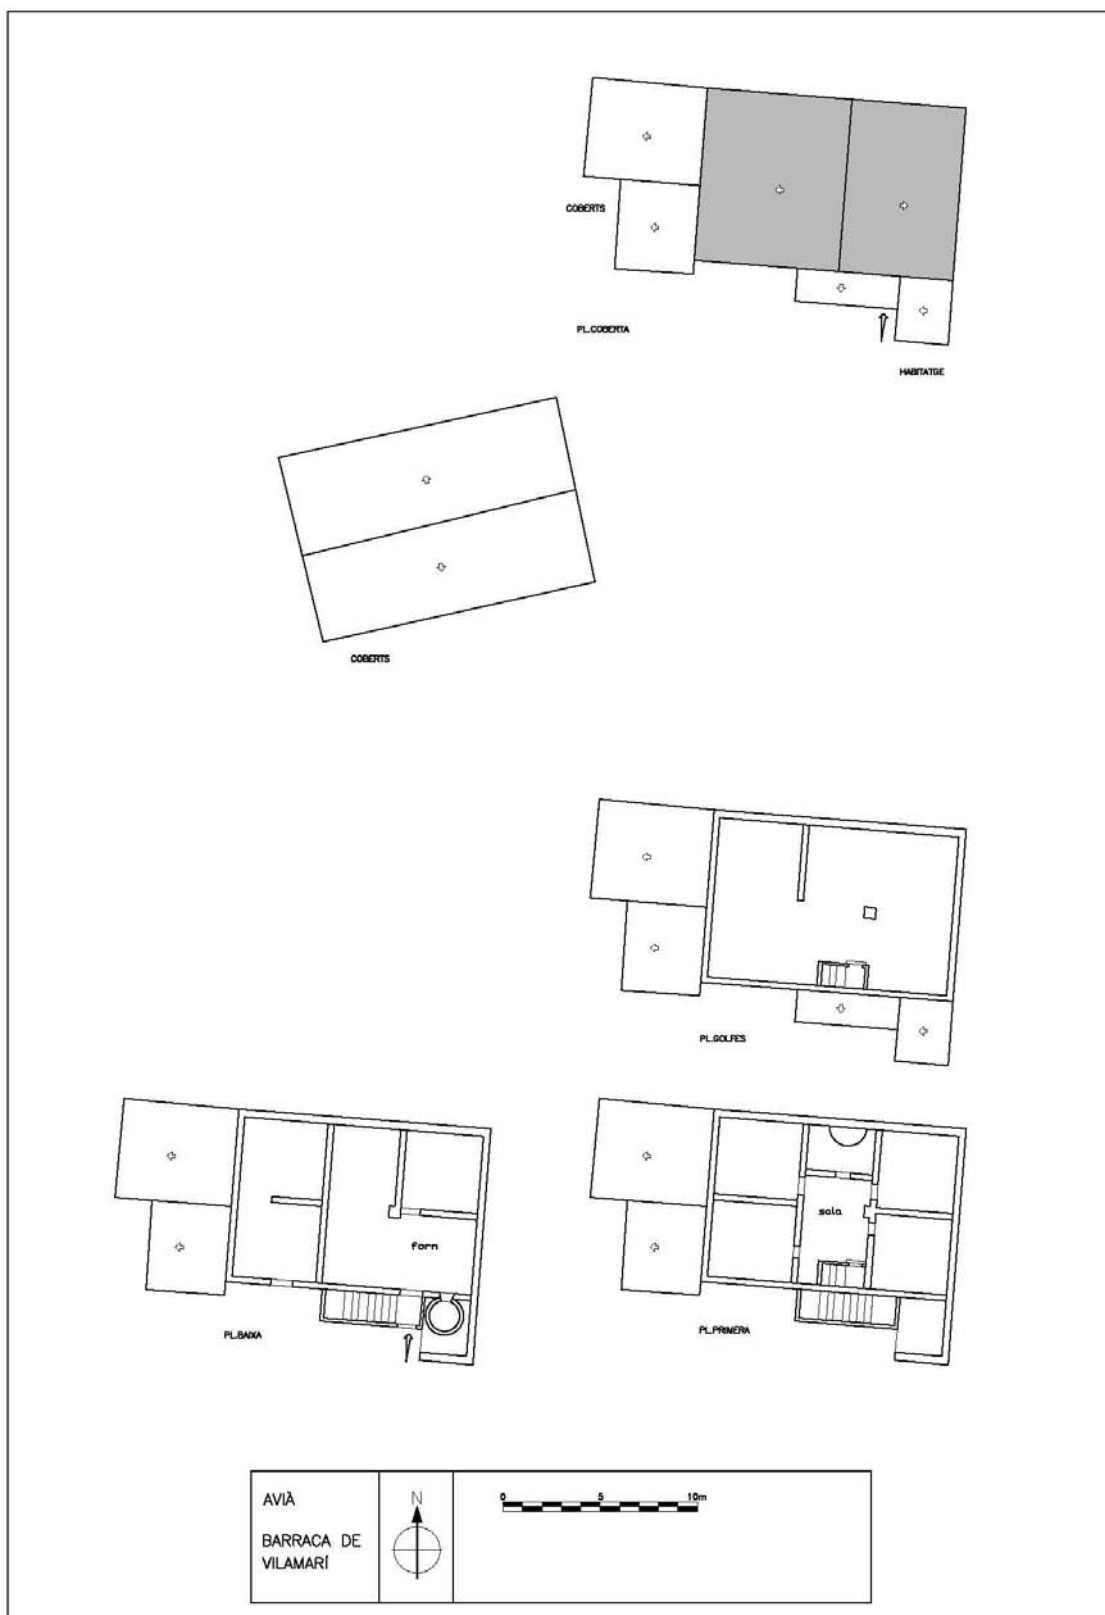 COBERTS
PL.COBERTA
HABITATGE
COBERTS
PL.GOLFES
forn
sala
PL.BAIXA
PL.PRIMERA
AVIÀ
BARRACA DE
VILAMARÍ
N
0 5 10m